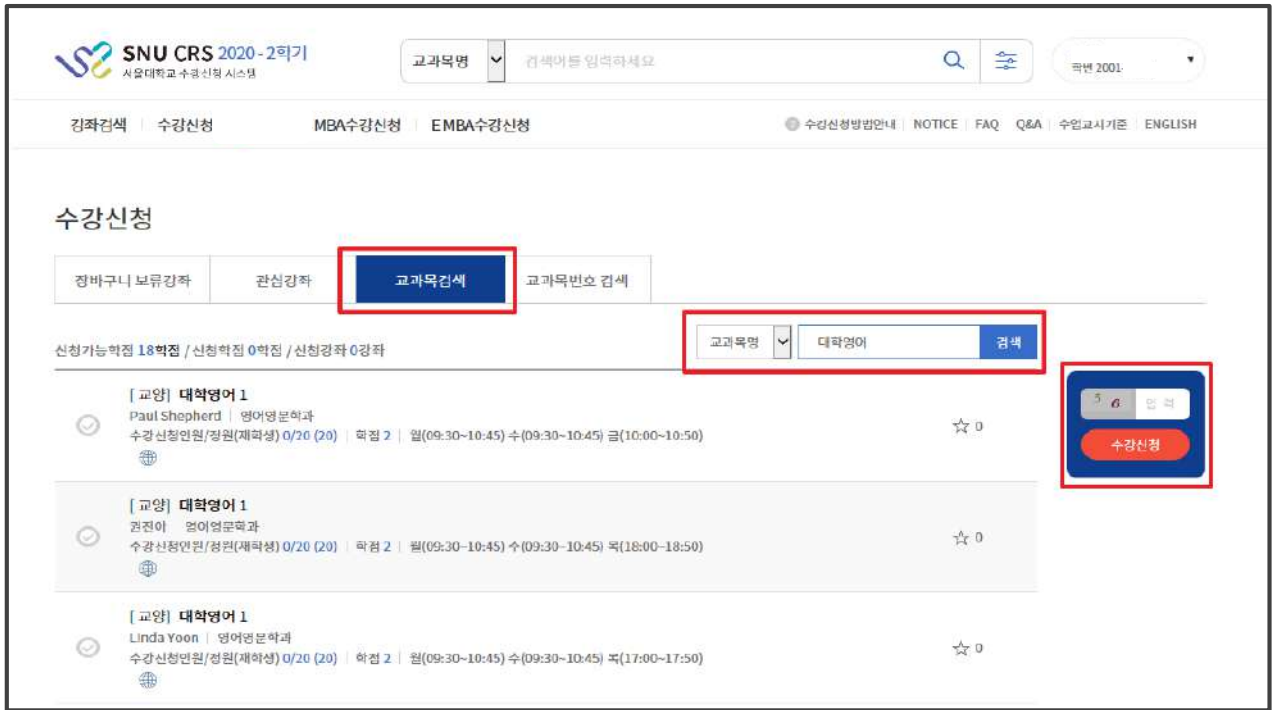 SNU CRS 2020-2학기
서울대학교 수강신청 시스템
교과목명
검색어를 입력하세요
학번 2001-
강좌검색 수강신청 MBA수강신청 EMBA수강신청
수강신청방법안내 NOTICE FAQ Q&A 수업교시기준 ENGLISH
수강신청
장바구니 보류강좌 관심강좌 교과목검색 교과목번호 검색
신청가능학점 18학점 / 신청학점 0학점 / 신청강좌 0강좌
교과목명 대학영어 검색
[교양] 대학영어 1
Paul Shepherd | 영어영문학과
수강신청인원/정원(재학생) 0/20 (20) | 학점 2 | 월(09:30~10:45) 수(09:30~10:45) 금(10:00~10:50)
☆ 0
5 6 입력
수강신청
[교양] 대학영어 1
권진아 영어영문학과
수강신청인원/정원(재학생) 0/20 (20) | 학점 2 | 월(09:30~10:45) 수(09:30~10:45) 목(18:00~18:50)
☆ 0
[교양] 대학영어 1
Linda Yoon | 영어영문학과
수강신청인원/정원(재학생) 0/20 (20) | 학점 2 | 월(09:30~10:45) 수(09:30~10:45) 목(17:00~17:50)
☆ 0